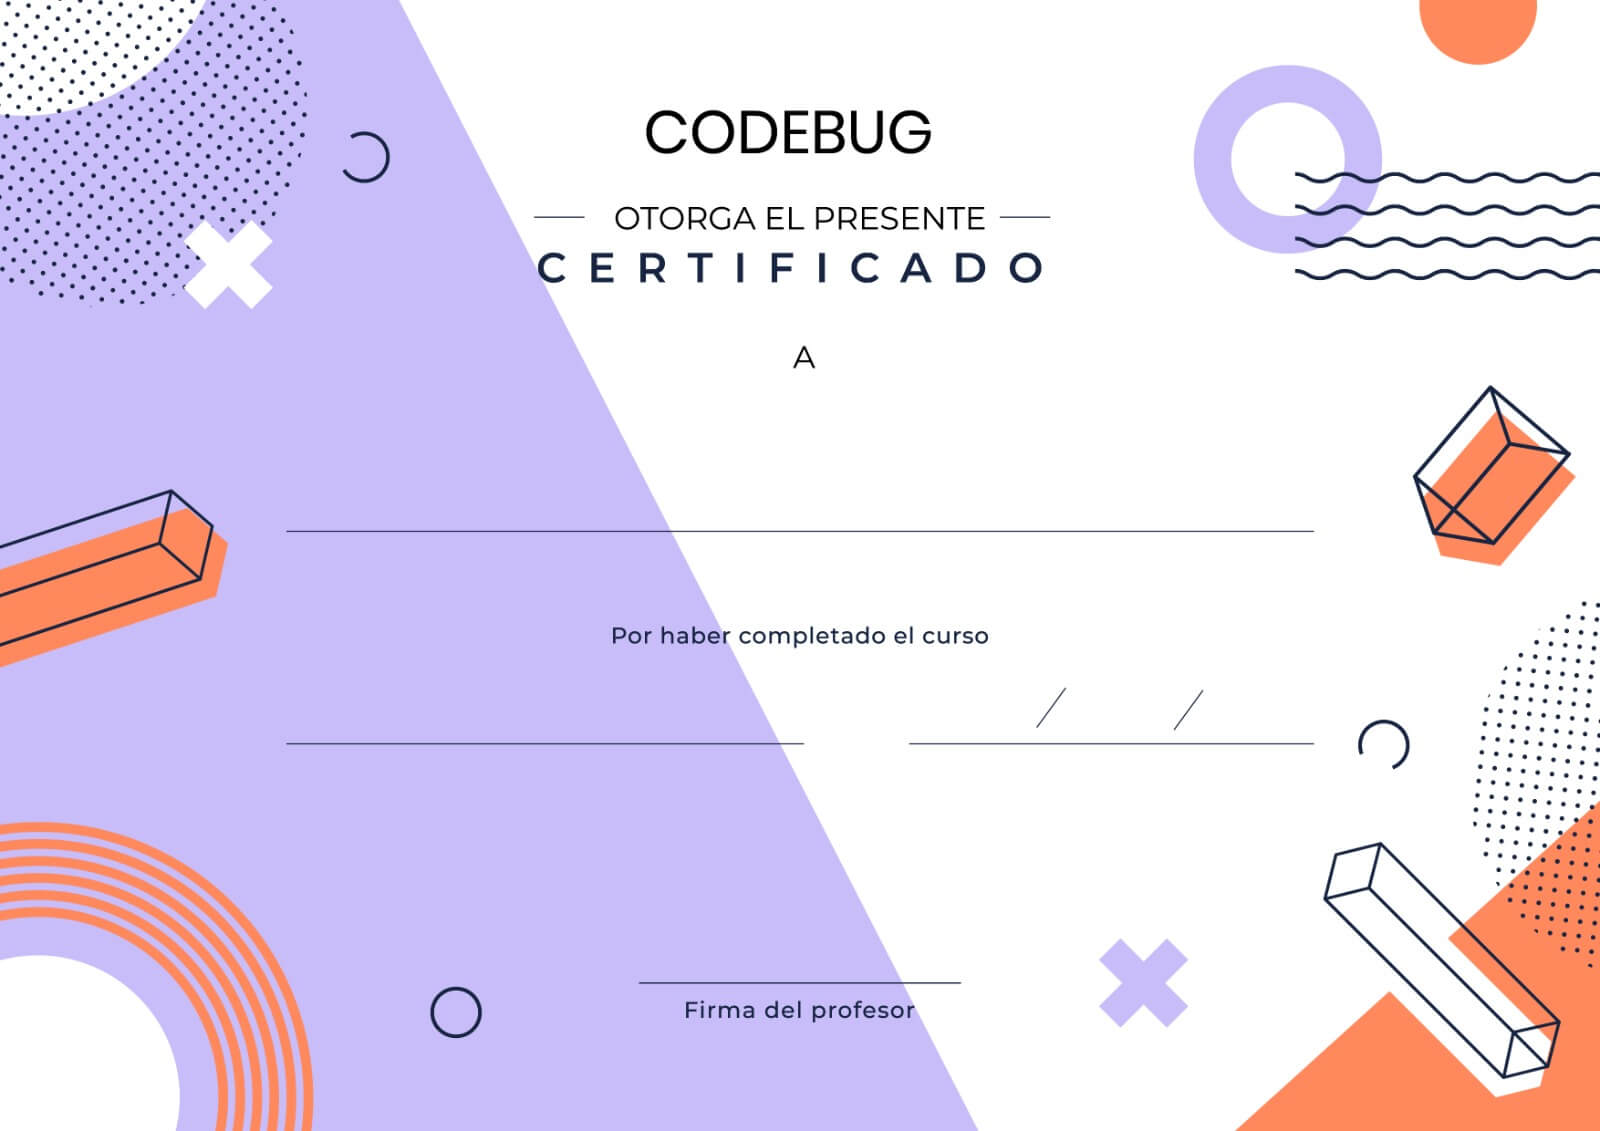 CODEBUG
OTORGA EL PRESENTE
CERTIFICADO
A
Por haber completado el curso
/ /
Firma del profesor